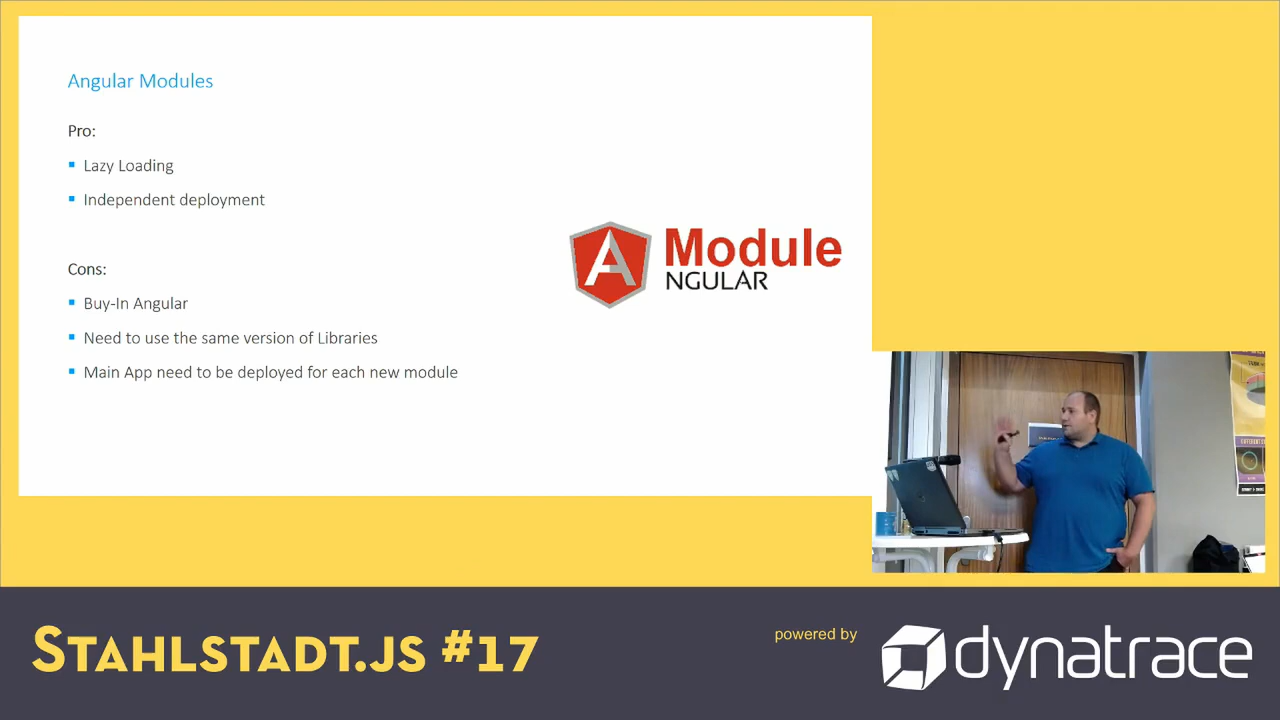 Angular Modules
Pro:
Lazy Loading
Independent deployment
Cons:
Buy-In Angular
Need to use the same version of Libraries
Main App need to be deployed for each new module
Module
NGULAR
STAHLSTADT.JS #17
powered by
dynatrace